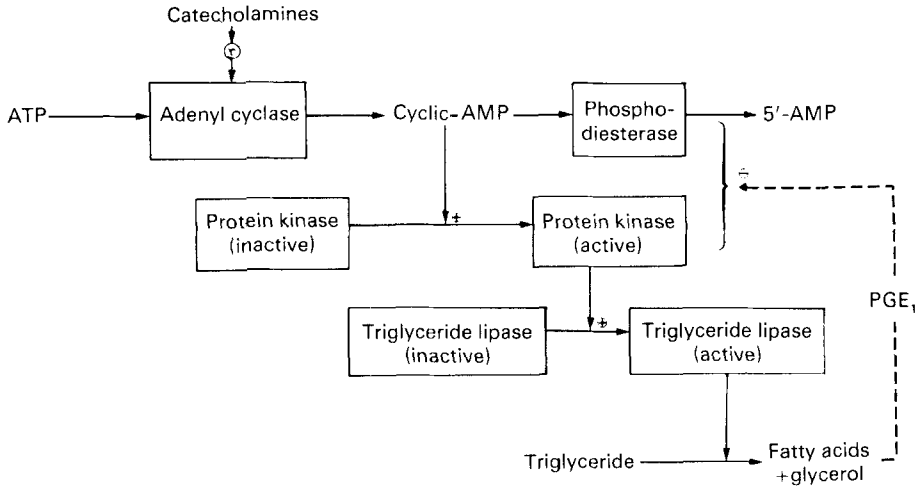 Catecholamines
r
ATP
Adenyl cyclase
Cyclic-AMP
Phospho-
diesterase
5'-AMP
÷
Protein kinase
(inactive)
+
Protein kinase
(active)
PGE₁
Triglyceride lipase
(inactive)
+
Triglyceride lipase
(active)
Triglyceride
Fatty acids
+glycerol